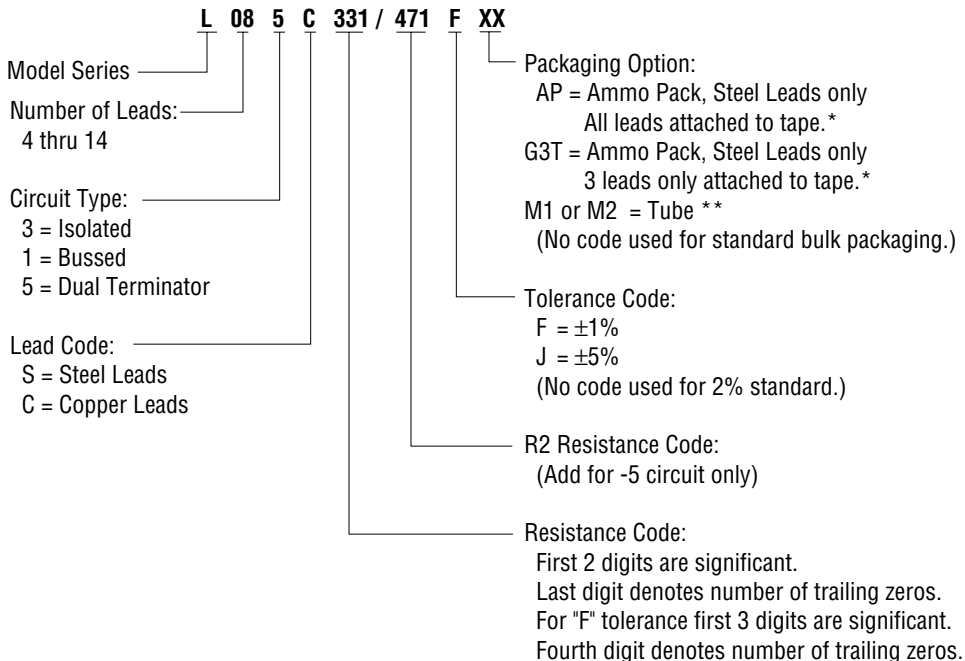 L 08 5 C 331 / 471 F XX
Model Series
Number of Leads:
4 thru 14
Circuit Type:
3 = Isolated
1 = Bussed
5 = Dual Terminator
Lead Code:
S = Steel Leads
C = Copper Leads
Packaging Option:
AP = Ammo Pack, Steel Leads only
All leads attached to tape.*
G3T = Ammo Pack, Steel Leads only
3 leads only attached to tape.*
M1 or M2 = Tube **
(No code used for standard bulk packaging.)
Tolerance Code:
F = ±1%
J = ±5%
(No code used for 2% standard.)
R2 Resistance Code:
(Add for -5 circuit only)
Resistance Code:
First 2 digits are significant.
Last digit denotes number of trailing zeros.
For "F" tolerance first 3 digits are significant.
Fourth digit denotes number of trailing zeros.